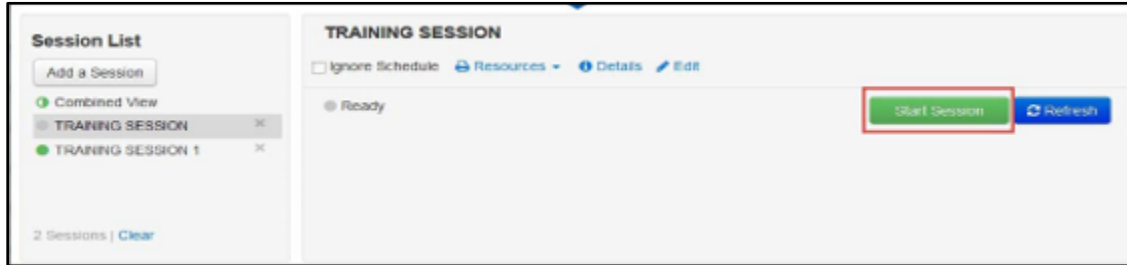 Session List
Add a Session
Combined View
TRAINING SESSION
TRAINING SESSION 1
2 Sessions | Clear
TRAINING SESSION
Ignore Schedule Resources Details Edit
Ready
Start Session Refresh